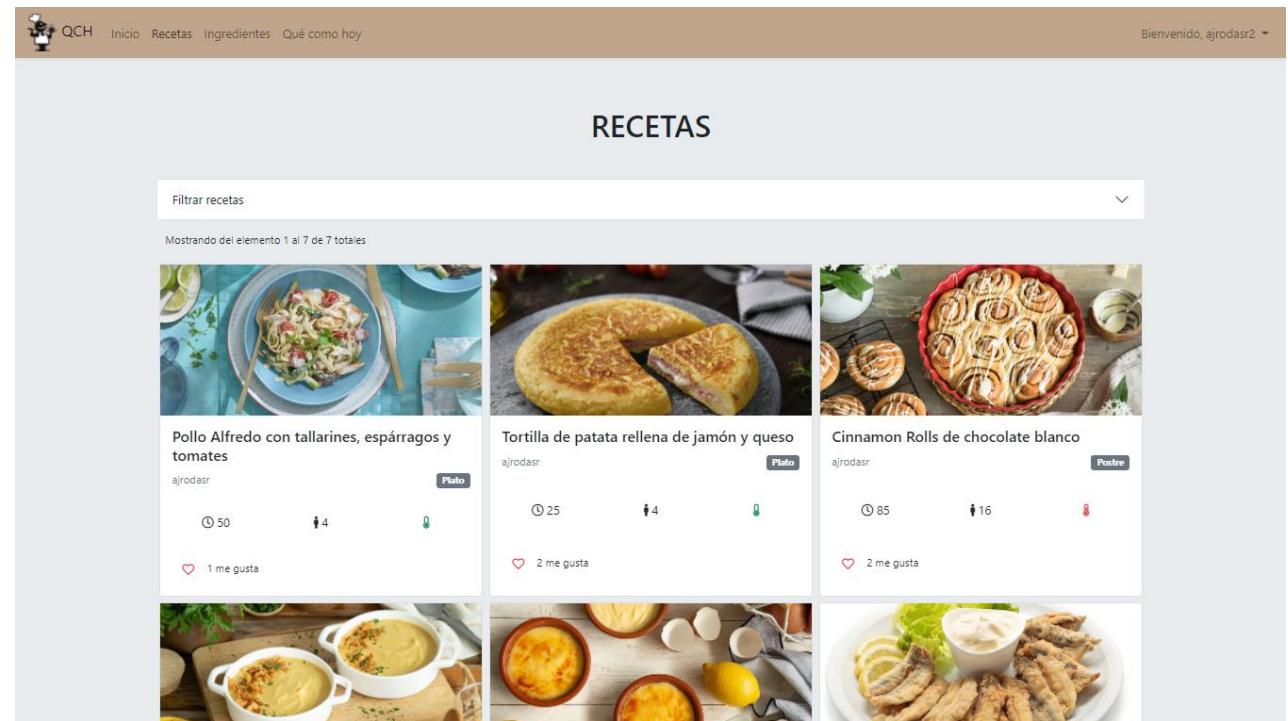 QCH Inicio Recetas Ingredientes Qué como hoy Bienvenido, ajrodasr2
RECETAS
Filtrar recetas
Mostrando del elemento 1 al 7 de 7 totales
Pollo Alfredo con tallarines, espárragos y
tomates
ajrodasr
Plato
50 4
1 me gusta
Tortilla de patata rellena de jamón y queso
ajrodasr
Plato
25 4
2 me gusta
Cinnamon Rolls de chocolate blanco
ajrodasr
Postre
85 16
2 me gusta